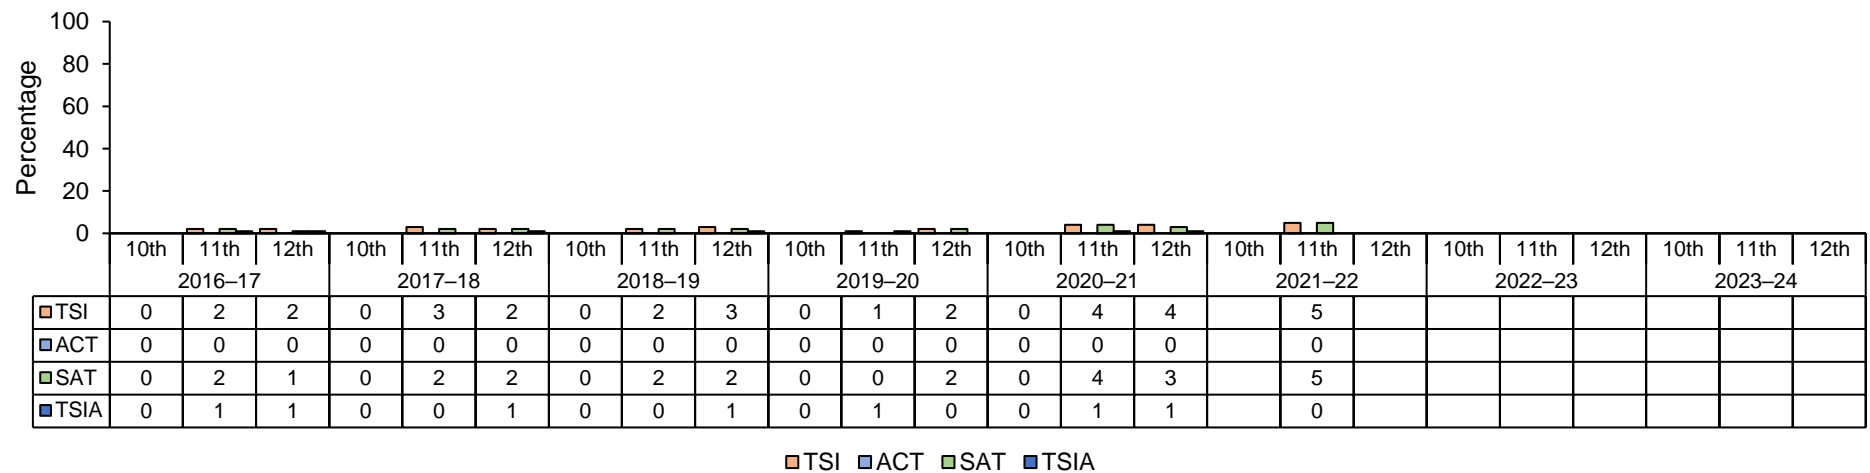 100
80
60
40
20
0
Percentage
10th 11th 12th 10th 11th 12th 10th 11th 12th 10th 11th 12th 10th 11th 12th 10th 11th 12th 10th 11th 12th 10th 11th 12th
2016–17 2017–18 2018–19 2019–20 2020–21 2021–22 2022–23 2023–24
TSI 0 2 2 0 3 2 0 2 3 0 1 2 0 4 4 5
ACT 0 0 0 0 0 0 0 0 0 0 0 0 0 0 0 0
SAT 0 2 1 0 2 2 0 2 2 0 0 2 0 4 3 5
TSIA 0 1 1 0 0 1 0 0 1 0 1 0 0 1 1 0
TSI ACT SAT TSIA